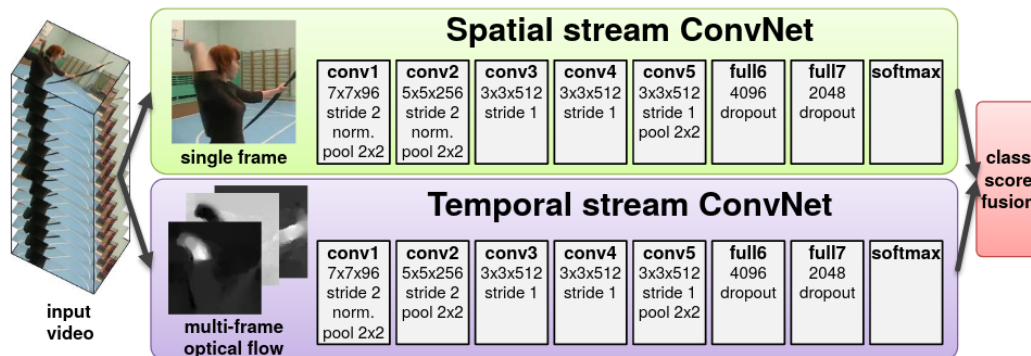 Spatial stream ConvNet
conv1
7x7x96
stride 2
norm.
pool 2x2
conv2
5x5x256
stride 2
norm.
pool 2x2
conv3
3x3x512
stride 1
conv4
3x3x512
stride 1
conv5
3x3x512
stride 1
pool 2x2
full6
4096
dropout
full7
2048
dropout
softmax
single frame
Temporal stream ConvNet
conv1
7x7x96
stride 2
norm.
pool 2x2
conv2
5x5x256
stride 2
pool 2x2
conv3
3x3x512
stride 1
conv4
3x3x512
stride 1
conv5
3x3x512
stride 1
pool 2x2
full6
4096
dropout
full7
2048
dropout
softmax
multi-frame
optical flow
input
video
class
score
fusion